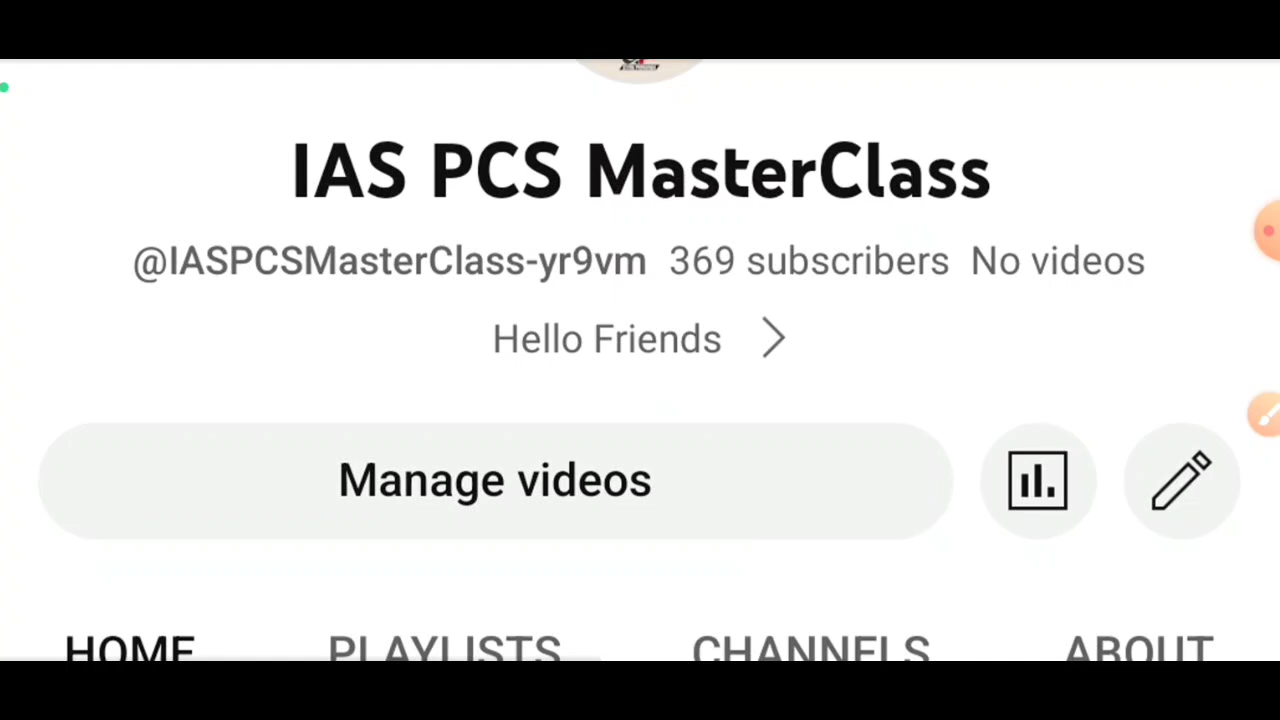 IAS PCS MasterClass
@IASPCSMasterClass-yr9vm 369 subscribers No videos
Hello Friends
Manage videos
HOME PLAYLISTS CHANNELS ABOUT